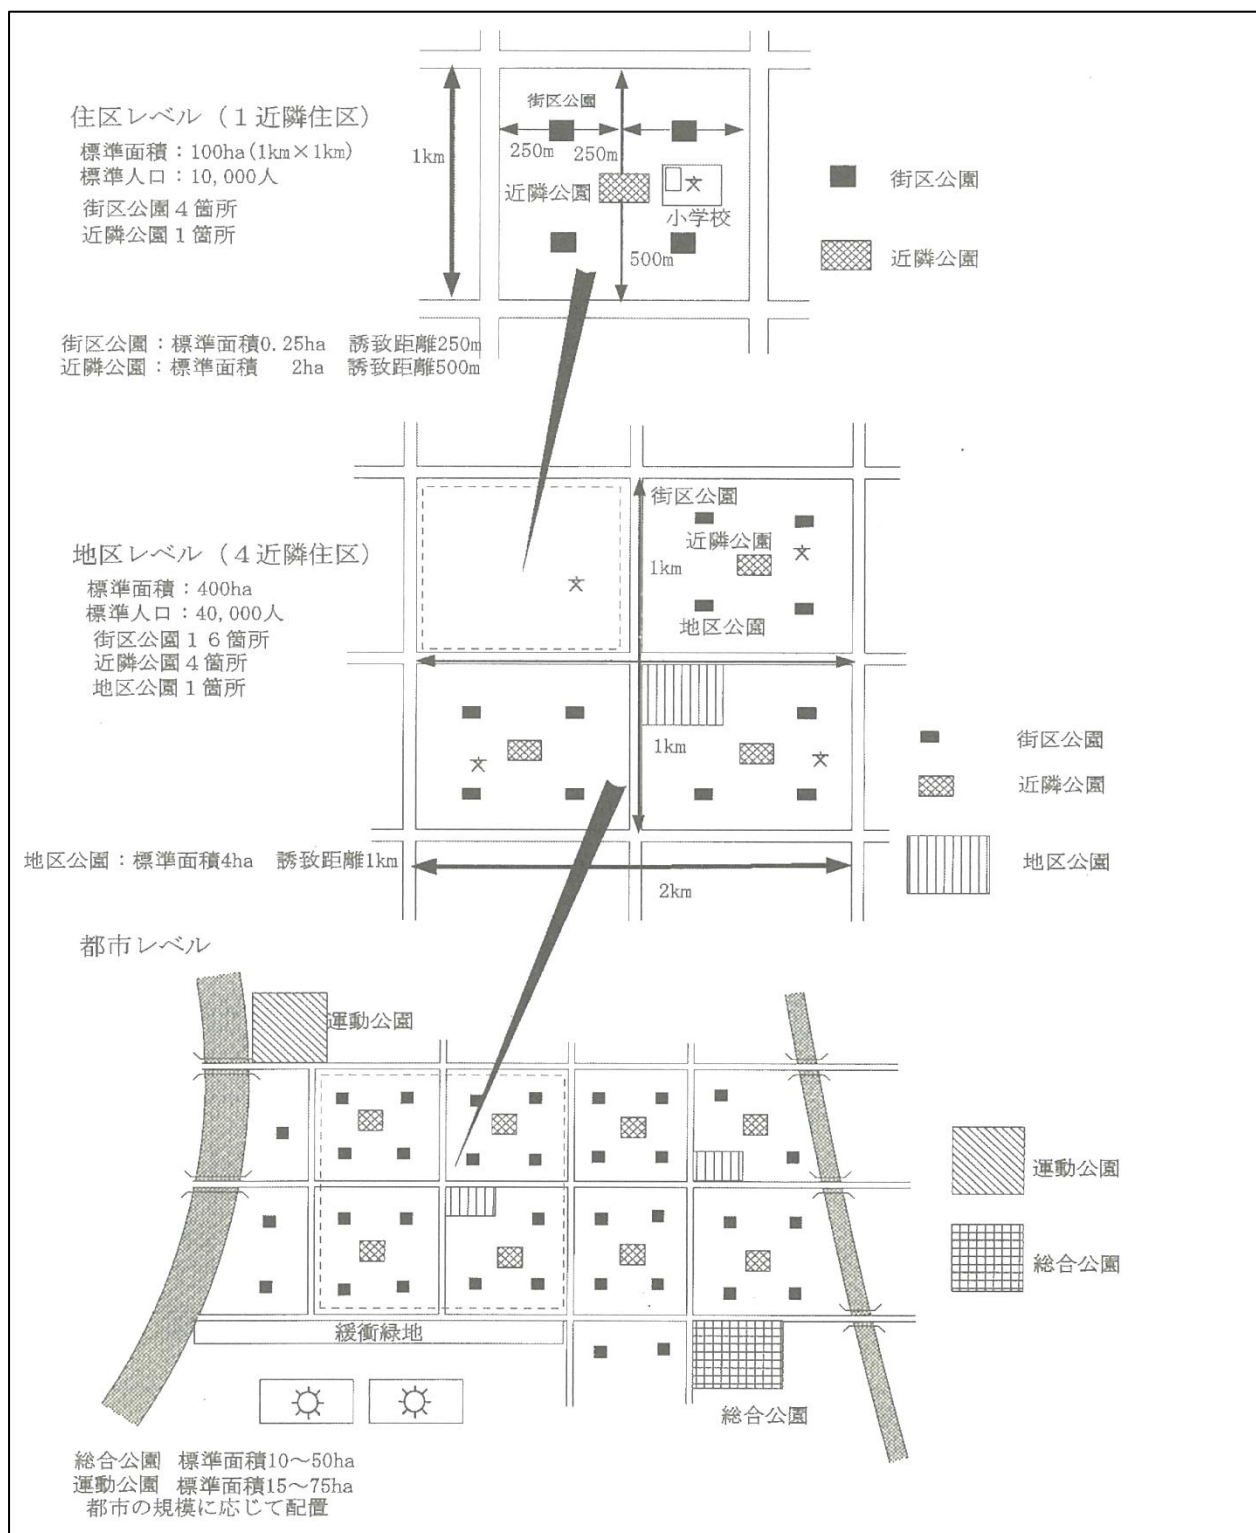 住区レベル（１近隣住区）
標準面積：100ha(1km×1km)
標準人口：10,000人
街区公園４箇所
近隣公園１箇所
街区公園
1km
250m
250m
近隣公園
小学校
500m
街区公園
近隣公園
街区公園：標準面積0.25ha　誘致距離250m
近隣公園：標準面積　2ha　誘致距離500m
地区レベル（４近隣住区）
標準面積：400ha
標準人口：40,000人
街区公園１６箇所
近隣公園４箇所
地区公園１箇所
街区公園
近隣公園
1km
地区公園
1km
街区公園
近隣公園
地区公園
地区公園：標準面積4ha　誘致距離1km
2km
都市レベル
運動公園
運動公園
総合公園
緩衝緑地
総合公園
総合公園　標準面積10～50ha
運動公園　標準面積15～75ha
都市の規模に応じて配置